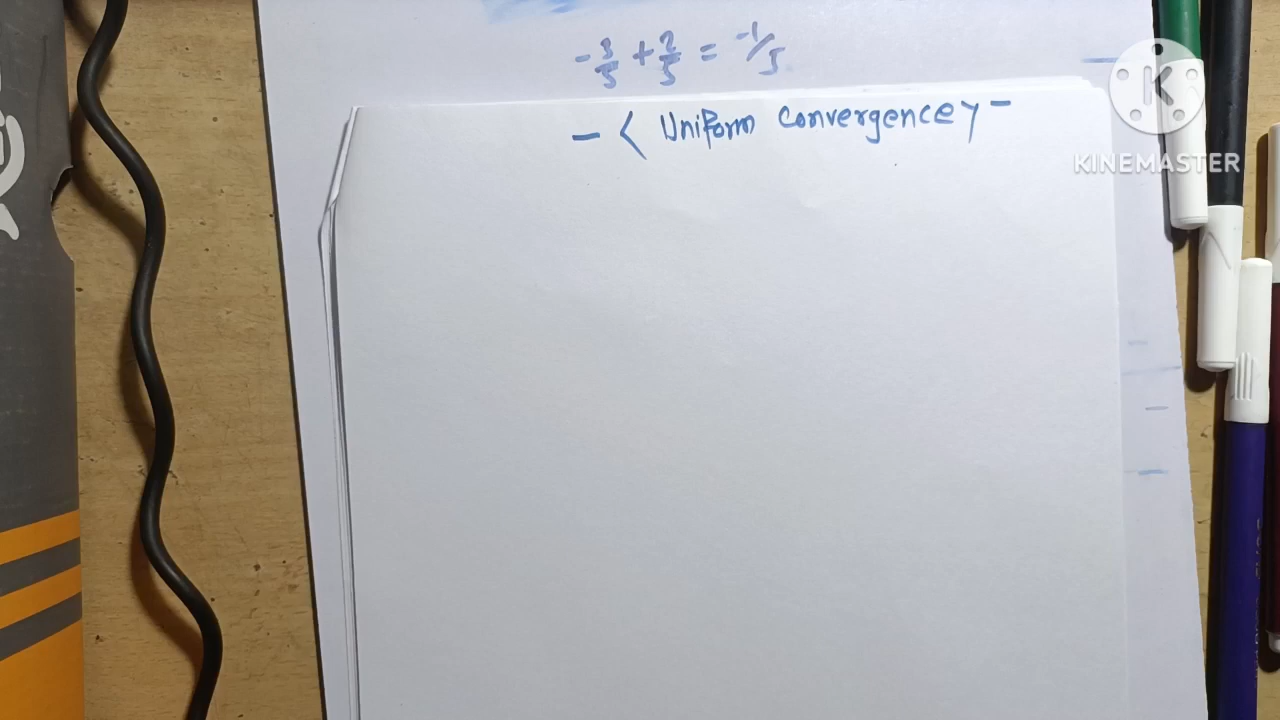 -3/5 + 2/5 = -1/5
K
KINEMASTER
- < Uniform Convergence > -